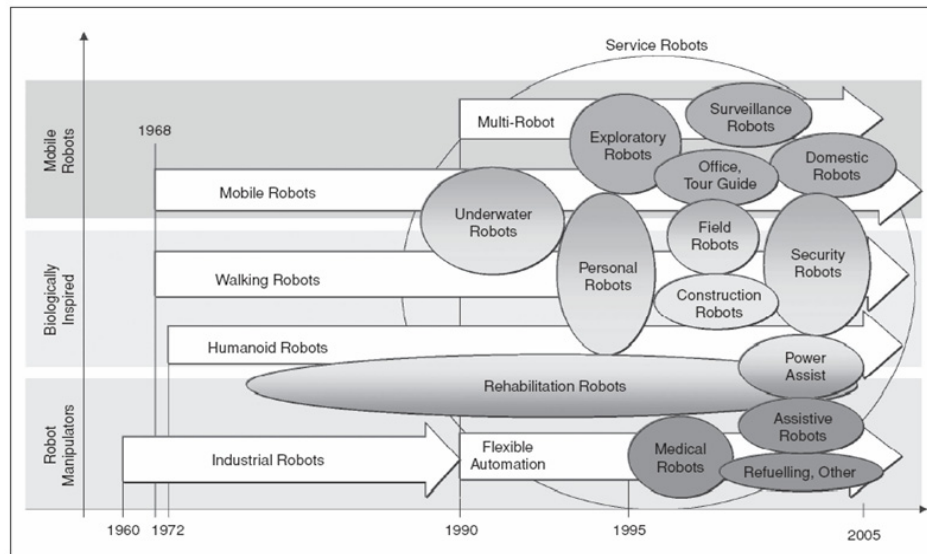 Service Robots
Mobile
Robots
1968
Multi-Robot
Exploratory
Robots
Surveillance
Robots
Office,
Tour Guide
Domestic
Robots
Mobile Robots
Underwater
Robots
Biologically
Inspired
Field
Robots
Personal
Robots
Security
Robots
Walking Robots
Construction
Robots
Humanoid Robots
Power
Assist
Rehabilitation Robots
Robot
Manipulators
Assistive
Robots
Industrial Robots
Flexible
Automation
Medical
Robots
Refuelling, Other
1960
1972
1990
1995
2005